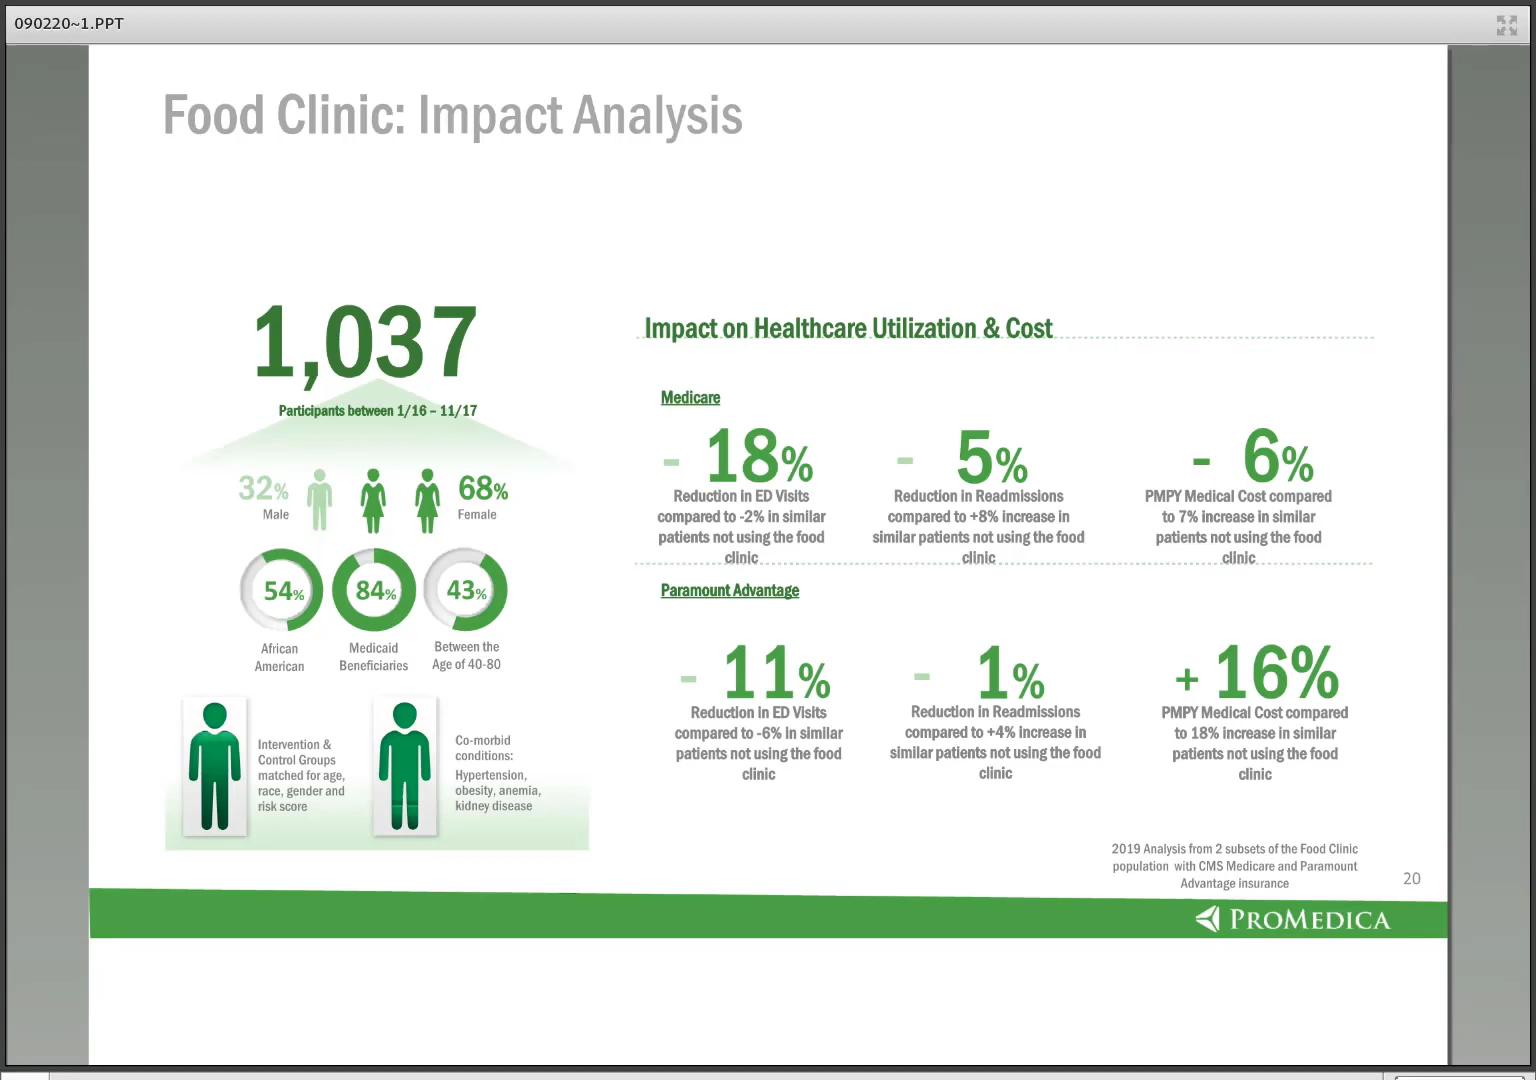 090220~1.PPT
Food Clinic: Impact Analysis
1,037
Participants between 1/16 – 11/17
32%
Male
68%
Female
54%
African
American
84%
Medicaid
Beneficiaries
43%
Between the
Age of 40-80
Intervention &
Control Groups
matched for age,
race, gender and
risk score
Co-morbid
conditions:
Hypertension,
obesity, anemia,
kidney disease
Impact on Healthcare Utilization & Cost
Medicare
- 18%
Reduction in ED Visits
compared to -2% in similar
patients not using the food
clinic
- 5%
Reduction in Readmissions
compared to +8% increase in
similar patients not using the food
clinic
- 6%
PMPY Medical Cost compared
to 7% increase in similar
patients not using the food
clinic
Paramount Advantage
- 11%
Reduction in ED Visits
compared to -6% in similar
patients not using the food
clinic
- 1%
Reduction in Readmissions
compared to +4% increase in
similar patients not using the food
clinic
+ 16%
PMPY Medical Cost compared
to 18% increase in similar
patients not using the food
clinic
2019 Analysis from 2 subsets of the Food Clinic
population with CMS Medicare and Paramount
Advantage insurance
20
PROMEDICA